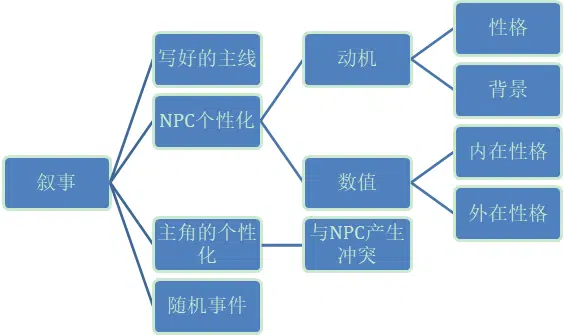 叙事
写好的主线
NPC个性化
动机
性格
背景
数值
内在性格
外在性格
主角的个性
化
与NPC产生
冲突
随机事件